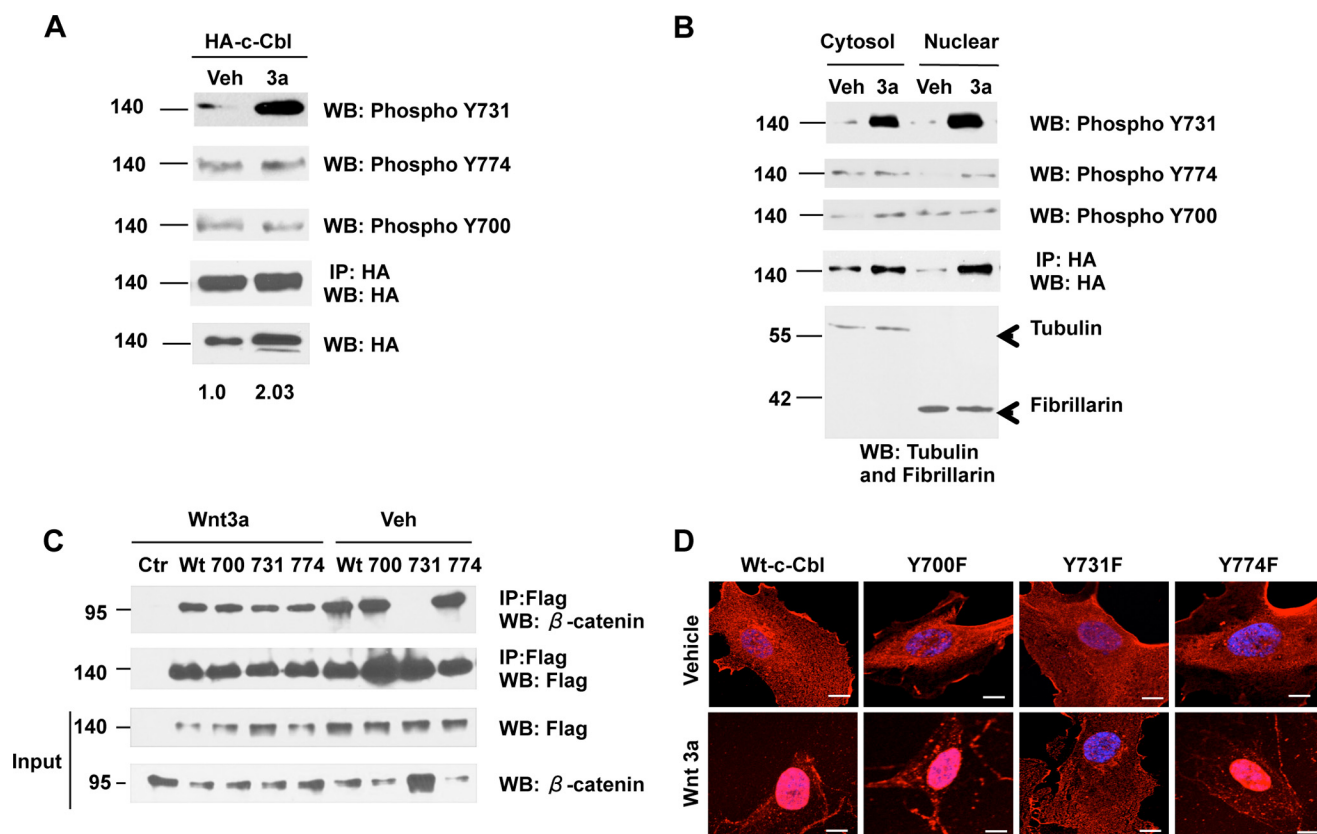 A
HA-c-Cbl
Veh 3a
140 WB: Phospho Y731
140 WB: Phospho Y774
140 WB: Phospho Y700
140 IP: HA
WB: HA
140 WB: HA
1.0 2.03
B
Cytosol Nuclear
Veh 3a Veh 3a
140 WB: Phospho Y731
140 WB: Phospho Y774
140 WB: Phospho Y700
140 IP: HA
WB: HA
55 Tubulin
42 Fibrillarin
WB: Tubulin
and Fibrillarin
C
Wnt3a Veh
Ctr Wt 700 731 774 Wt 700 731 774
95 IP:Flag
WB: β-catenin
140 IP:Flag
WB: Flag
Input
140 WB: Flag
95 WB: β-catenin
D
Wt-c-Cbl Y700F Y731F Y774F
Vehicle
Wnt 3a